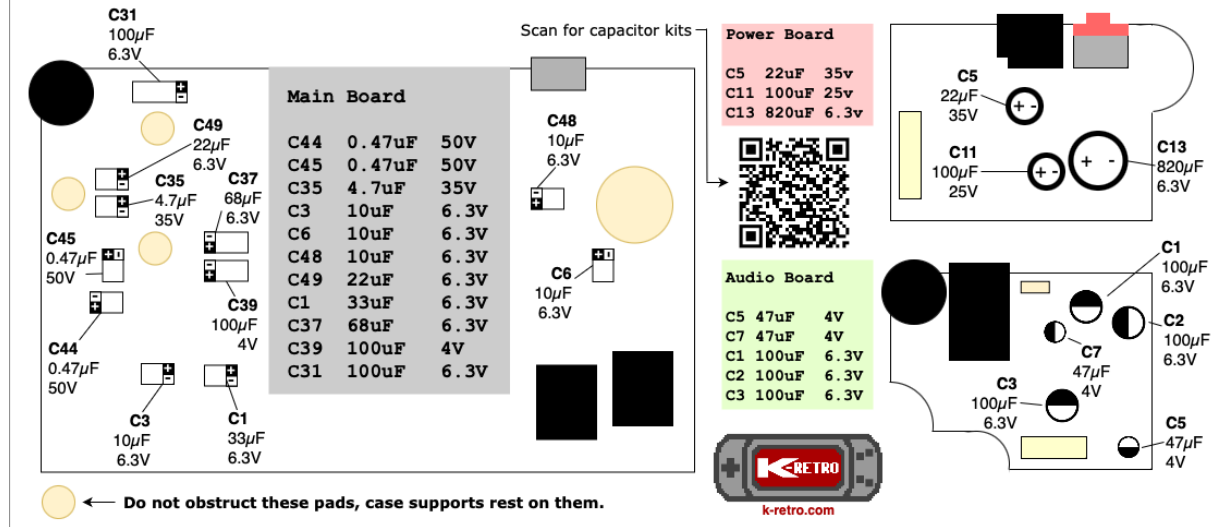 C31
100µF
6.3V
C49
22µF
6.3V
C35
4.7µF
35V
C37
68µF
6.3V
C45
0.47µF
50V
C39
100µF
4V
C44
0.47µF
50V
C3
10µF
6.3V
C1
33µF
6.3V
Main Board
C44 0.47uF 50V
C45 0.47uF 50V
C35 4.7uF 35V
C3 10uF 6.3V
C6 10uF 6.3V
C48 10uF 6.3V
C49 22uF 6.3V
C1 33uF 6.3V
C37 68uF 6.3V
C39 100uF 4V
C31 100uF 6.3V
C48
10µF
6.3V
C6
10µF
6.3V
Scan for capacitor kits
Power Board
C5 22uF 35v
C11 100uF 25v
C13 820uF 6.3v
Audio Board
C5 47uF 4V
C7 47uF 4V
C1 100uF 6.3V
C2 100uF 6.3V
C3 100uF 6.3V
K-RETRO
k-retro.com
C5
22µF
35V
C11
100µF
25V
C13
820µF
6.3V
C1
100µF
6.3V
C2
100µF
6.3V
C7
47µF
4V
C3
100µF
6.3V
C5
47µF
4V
Do not obstruct these pads, case supports rest on them.